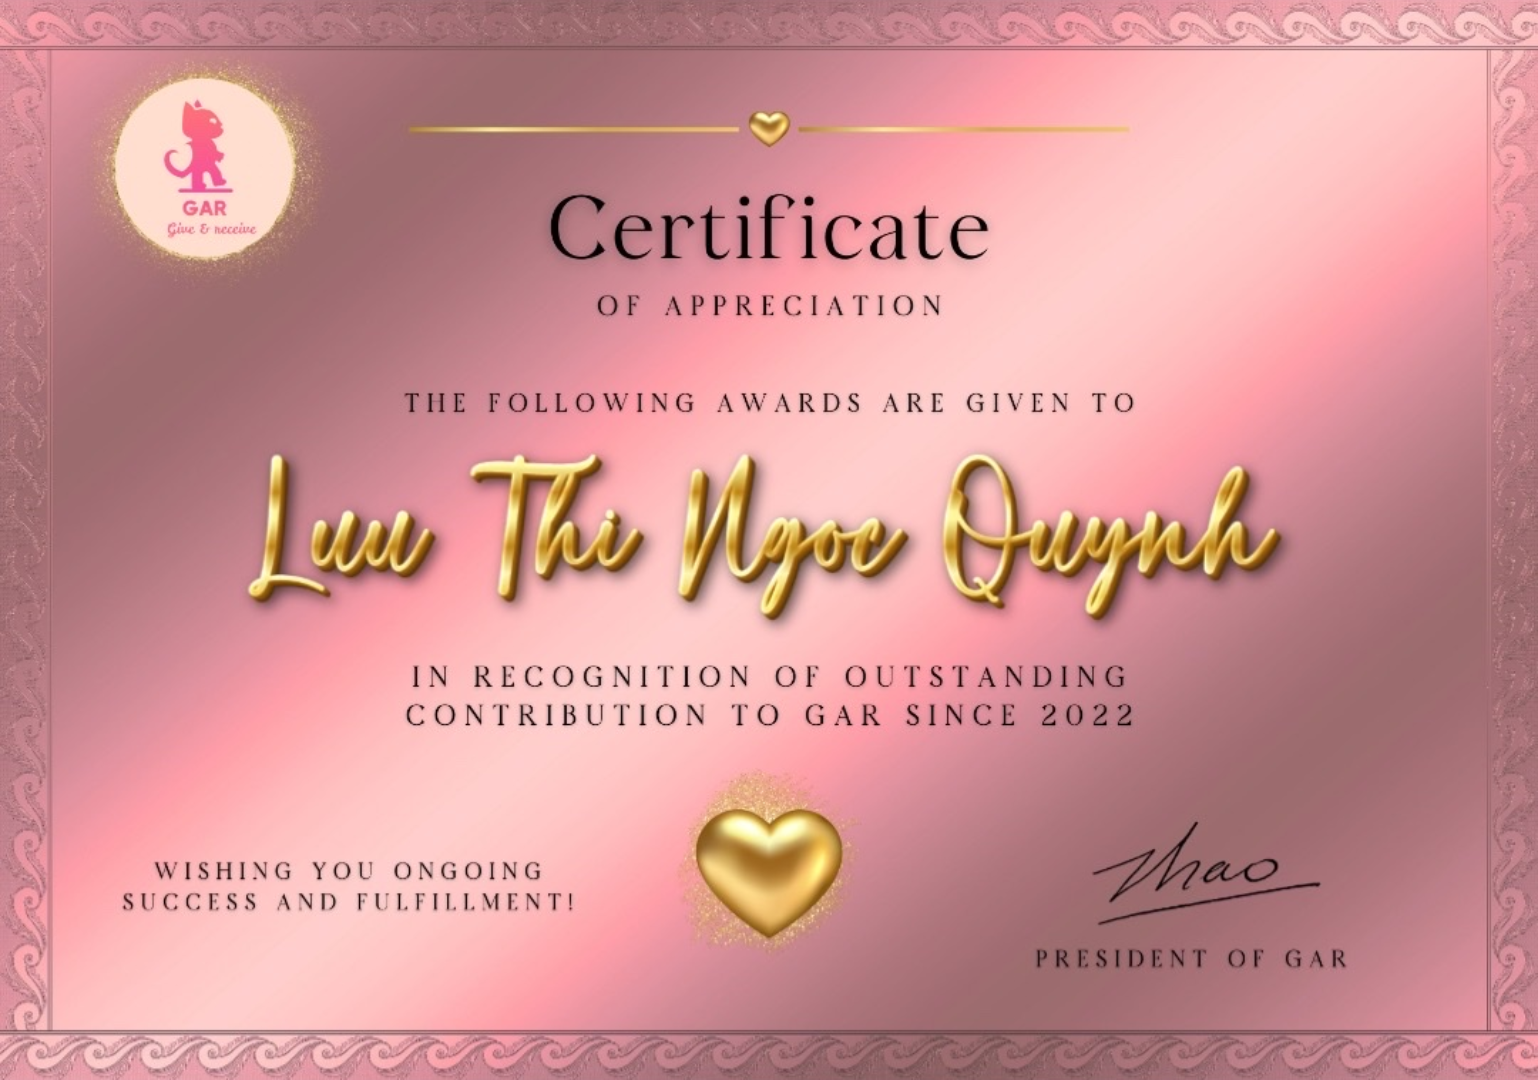 GAR
Give & receive
Certificate
OF APPRECIATION
THE FOLLOWING AWARDS ARE GIVEN TO
Luu Thi Ngoc Quynh
IN RECOGNITION OF OUTSTANDING
CONTRIBUTION TO GAR SINCE 2022
WISHING YOU ONGOING
SUCCESS AND FULFILLMENT!
Thao
PRESIDENT OF GAR